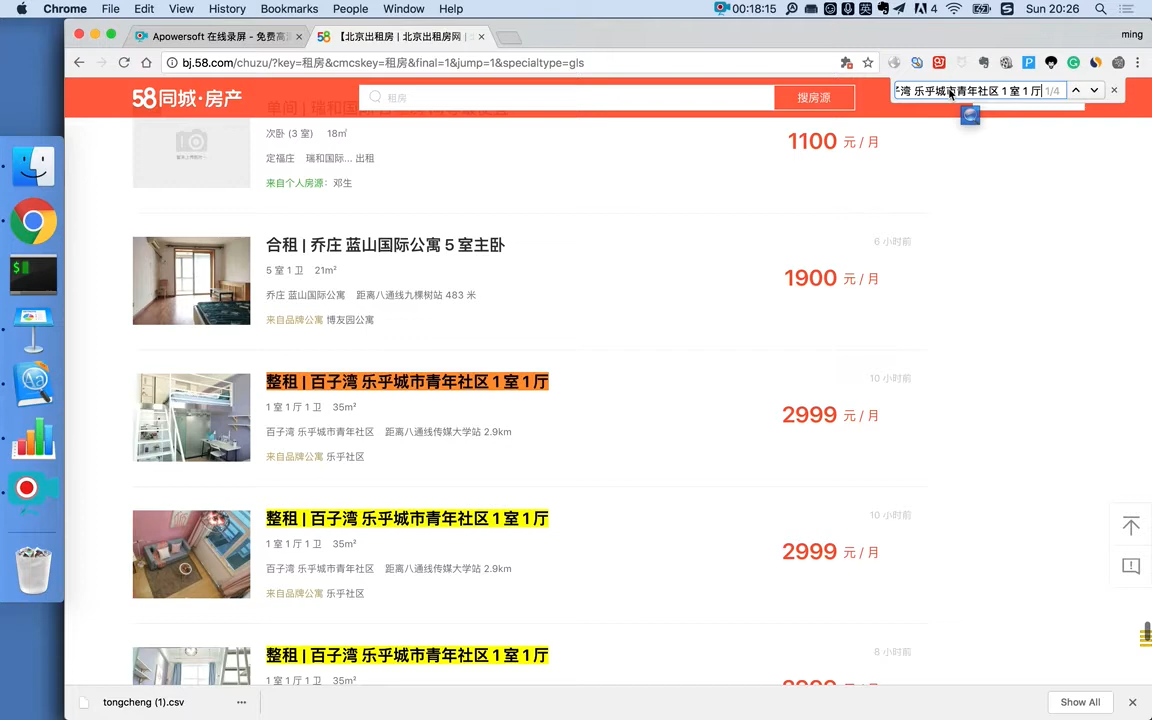 Chrome File Edit View History Bookmarks People Window Help 00:18:15 英 4 Sun 20:26
Apowersoft 在线录屏 - 免费高清
58 【北京出租房 | 北京出租房网】
ming
bj.58.com/chuzu/?key=租房&cmcskey=租房&final=1&jump=1&specialtype=gls
58同城·房产
租房
搜房源
湾 乐乎城市青年社区 1 室 1 厅 1/4
次卧 (3 室) 18㎡
定福庄 瑞和国际... 出租
来自个人房源: 邓生
1100 元 / 月
合租 | 乔庄 蓝山国际公寓 5 室主卧
5 室 1 卫 21m²
乔庄 蓝山国际公寓 距离八通线九棵树站 483 米
来自品牌公寓 博友园公寓
6 小时前
1900 元 / 月
整租 | 百子湾 乐乎城市青年社区 1 室 1 厅
1 室 1 厅 1 卫 35m²
百子湾 乐乎城市青年社区 距离八通线传媒大学站 2.9km
来自品牌公寓 乐乎社区
10 小时前
2999 元 / 月
整租 | 百子湾 乐乎城市青年社区 1 室 1 厅
1 室 1 厅 1 卫 35m²
百子湾 乐乎城市青年社区 距离八通线传媒大学站 2.9km
来自品牌公寓 乐乎社区
10 小时前
2999 元 / 月
整租 | 百子湾 乐乎城市青年社区 1 室 1 厅
1 室 1 厅 1 卫 35m²
8 小时前
tongcheng (1).csv
Show All